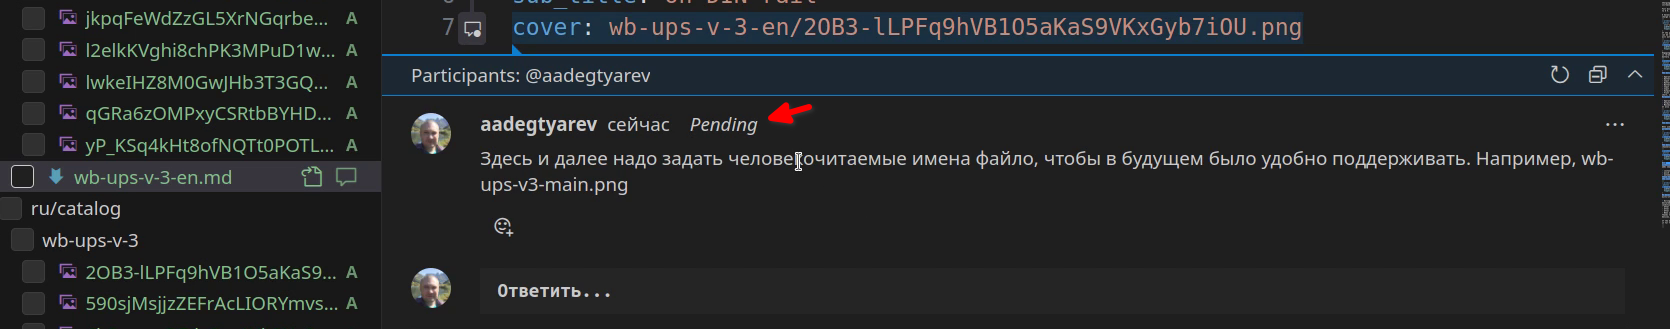 jkpqFeWdZzGL5XrNGqrbe... A
l2elkKVghi8chPK3MPuD1w... A
lwkeIHZ8M0GwJHb3T3GQ... A
qGRa6zOMPxyCSRtbBYHD... A
yP_KSq4kHt8ofNQTt0POTL... A
wb-ups-v-3-en.md
ru/catalog
wb-ups-v-3
2OB3-lLPFq9hVB1O5aKaS9... A
590sjMsjjzZEFrAcLIORYmvs... A
7 cover: wb-ups-v-3-en/2OB3-lLPFq9hVB1O5aKaS9VKxGyb7iOU.png
Participants: @aadegtyarev
aadegtyarev сейчас Pending
Здесь и далее надо задать человекочитаемые имена файло, чтобы в будущем было удобно поддерживать. Например, wb-
ups-v3-main.png
Ответить...